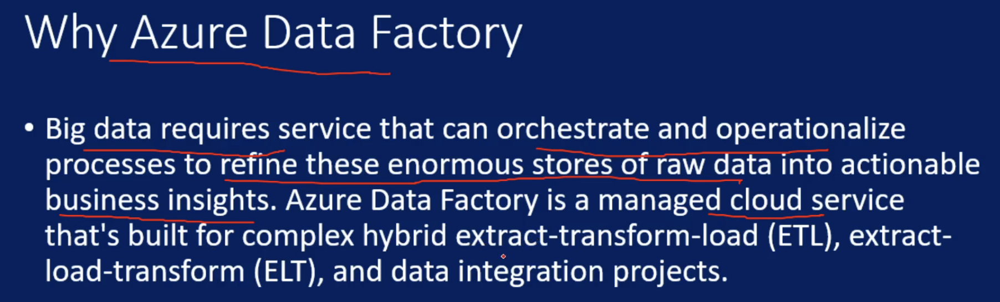 Why Azure Data Factory
• Big data requires service that can orchestrate and operationalize
processes to refine these enormous stores of raw data into actionable
business insights. Azure Data Factory is a managed cloud service
that's built for complex hybrid extract-transform-load (ETL), extract-
load-transform (ELT), and data integration projects.